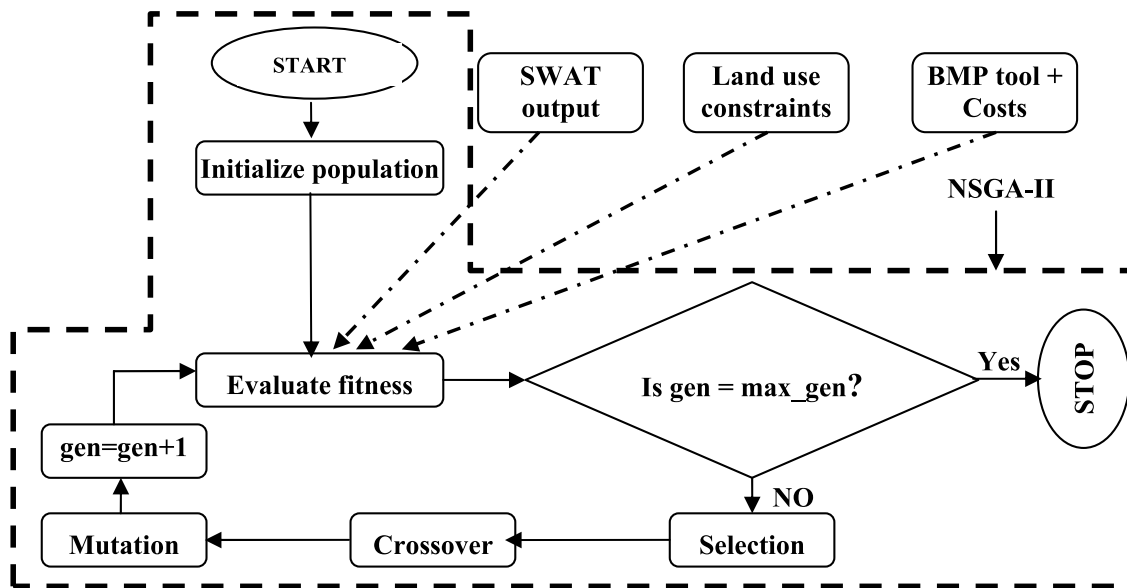 START
SWAT
output
Land use
constraints
BMP tool +
Costs
Initialize population
NSGA-II
Evaluate fitness
Is gen = max_gen?
Yes
STOP
gen=gen+1
NO
Mutation
Crossover
Selection